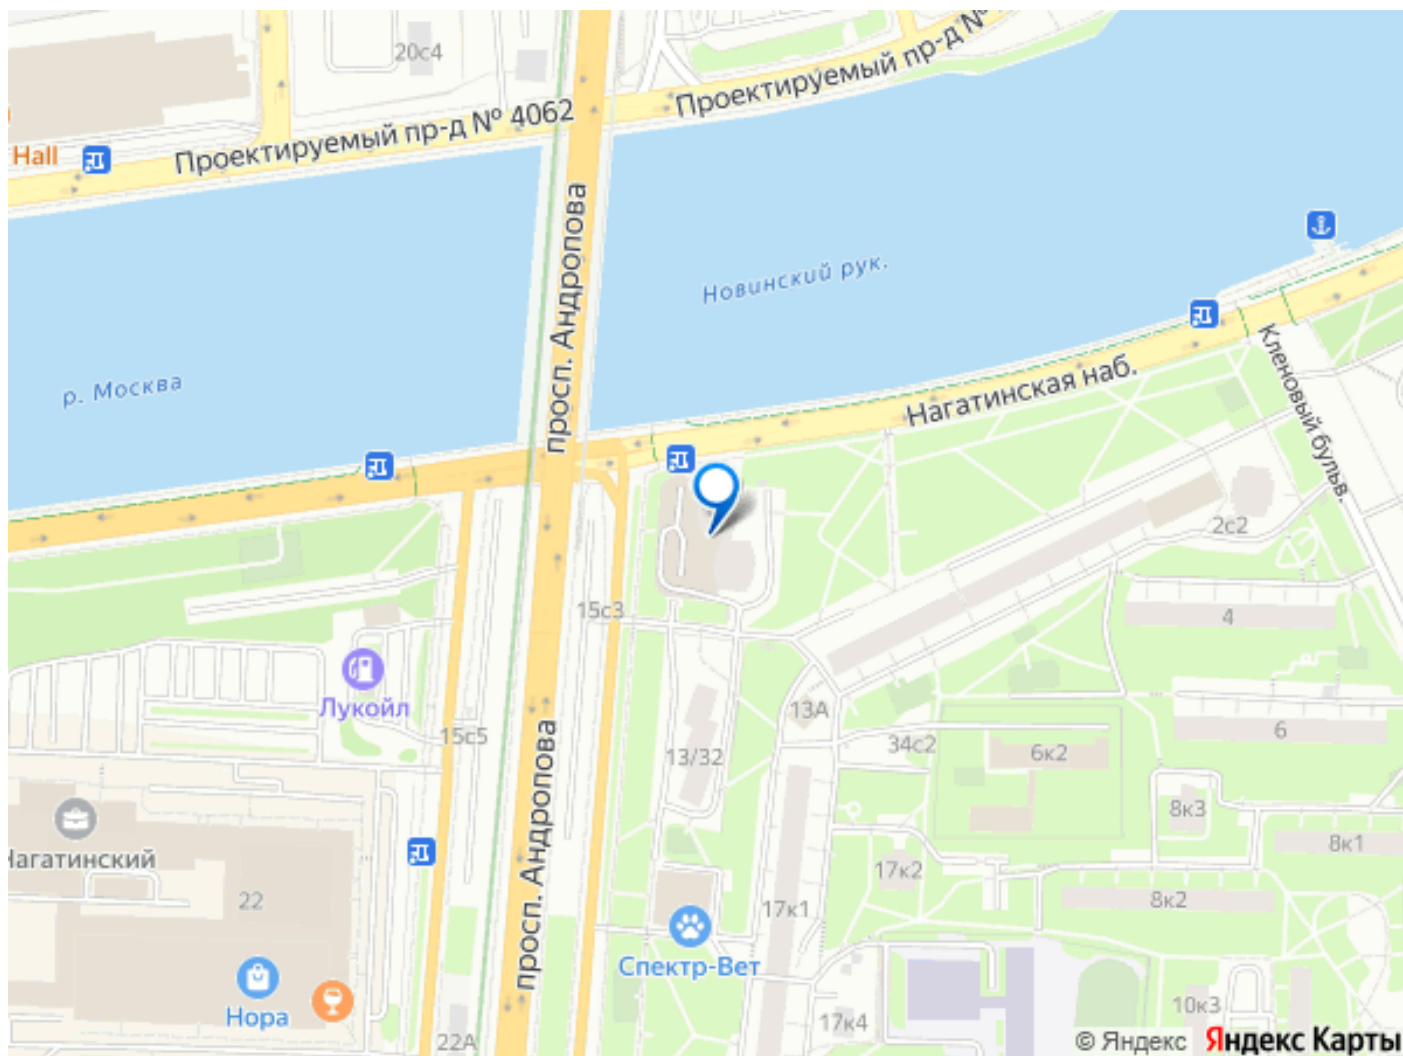 20с4
Проектируемый пр-д №
Проектируемый пр-д № 4062
Hall
просп. Андропова
Новинский рук.
р. Москва
Кленовый бульв.
Нагатинская наб.
2с2
15с3
4
Лукойл
15с5
13А
13/32
34с2
6к2
6
8к3
8к1
Нагатинский
просп. Андропова
22
17к2
8к2
17к1
Спектр-Вет
Нора
10к3
17к4
22А
© Яндекс Яндекс Карты